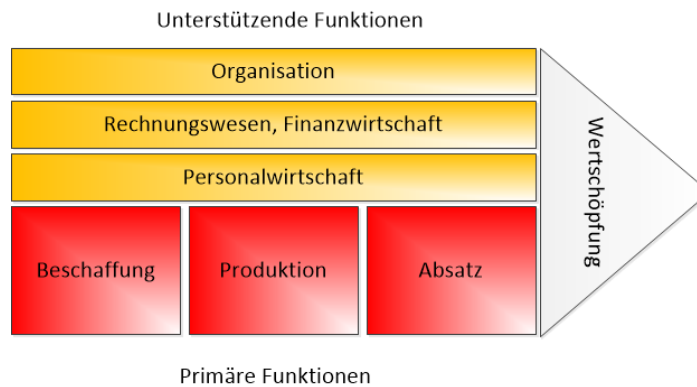 Unterstützende Funktionen
Organisation
Rechnungswesen, Finanzwirtschaft
Personalwirtschaft
Beschaffung
Produktion
Absatz
Wertschöpfung
Primäre Funktionen